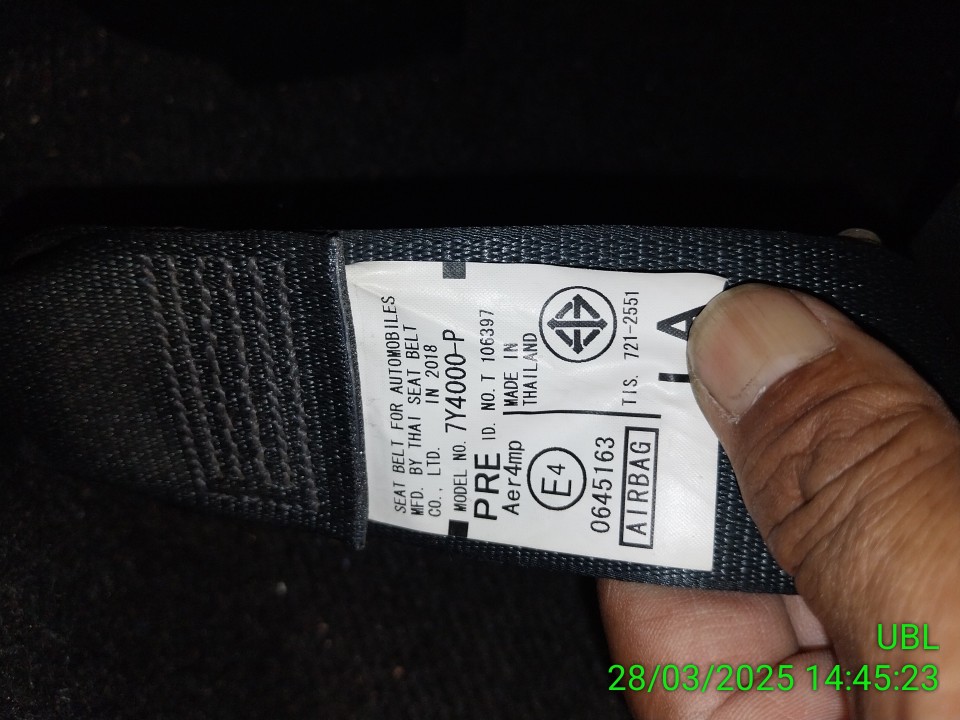 SEAT BELT FOR AUTOMOBILES
MFD. BY THAI SEAT BELT
CO., LTD. IN 2018
MODEL NO. 7Y4000-P
PRE ID. NO. T 106397
Aer4mp
MADE IN
THAILAND
E4
0645163
TIS. 721-2551
AIRBAG
UBL
28/03/2025 14:45:23